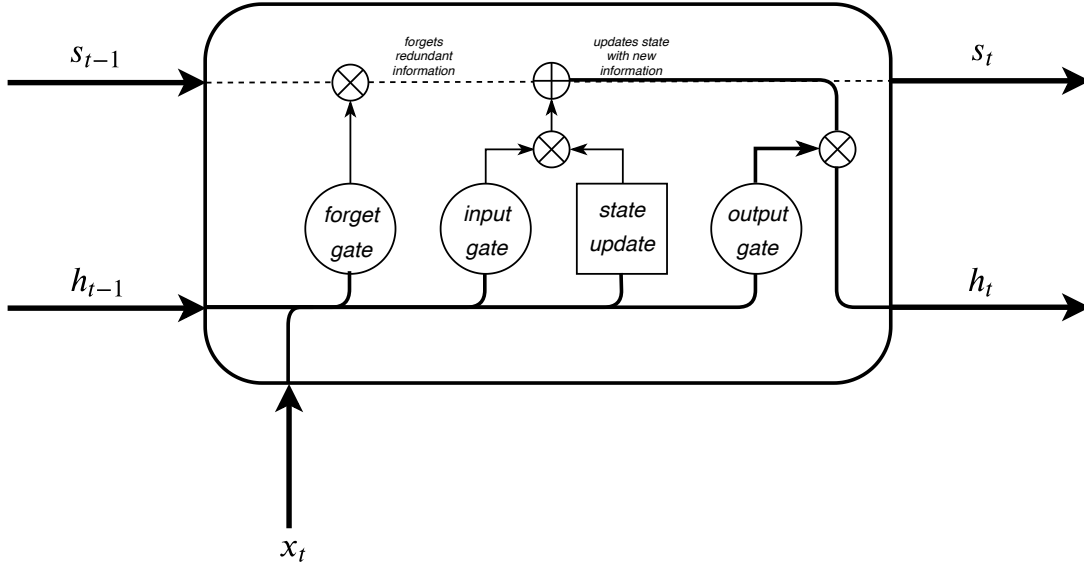 forgets
redundant
information
updates state
with new
information
s_{t−1}
s_t
forget
gate
input
gate
state
update
output
gate
h_{t−1}
h_t
x_t